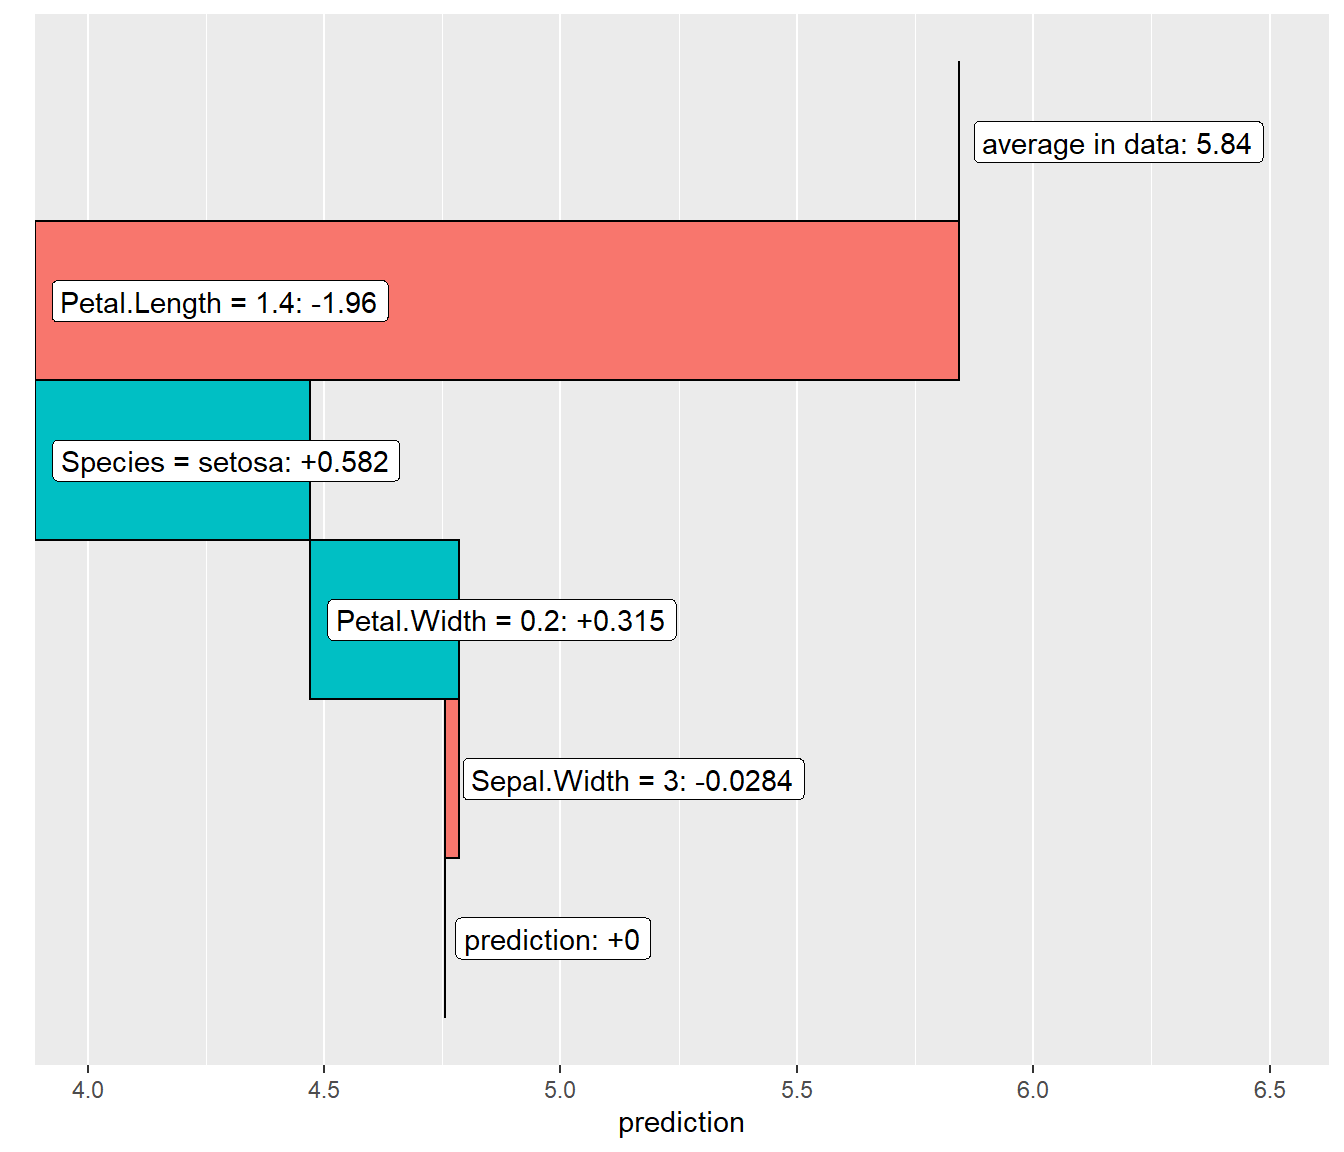 average in data: 5.84
Petal.Length = 1.4: -1.96
Species = setosa: +0.582
Petal.Width = 0.2: +0.315
Sepal.Width = 3: -0.0284
prediction: +0
4.0 4.5 5.0 5.5 6.0 6.5
prediction